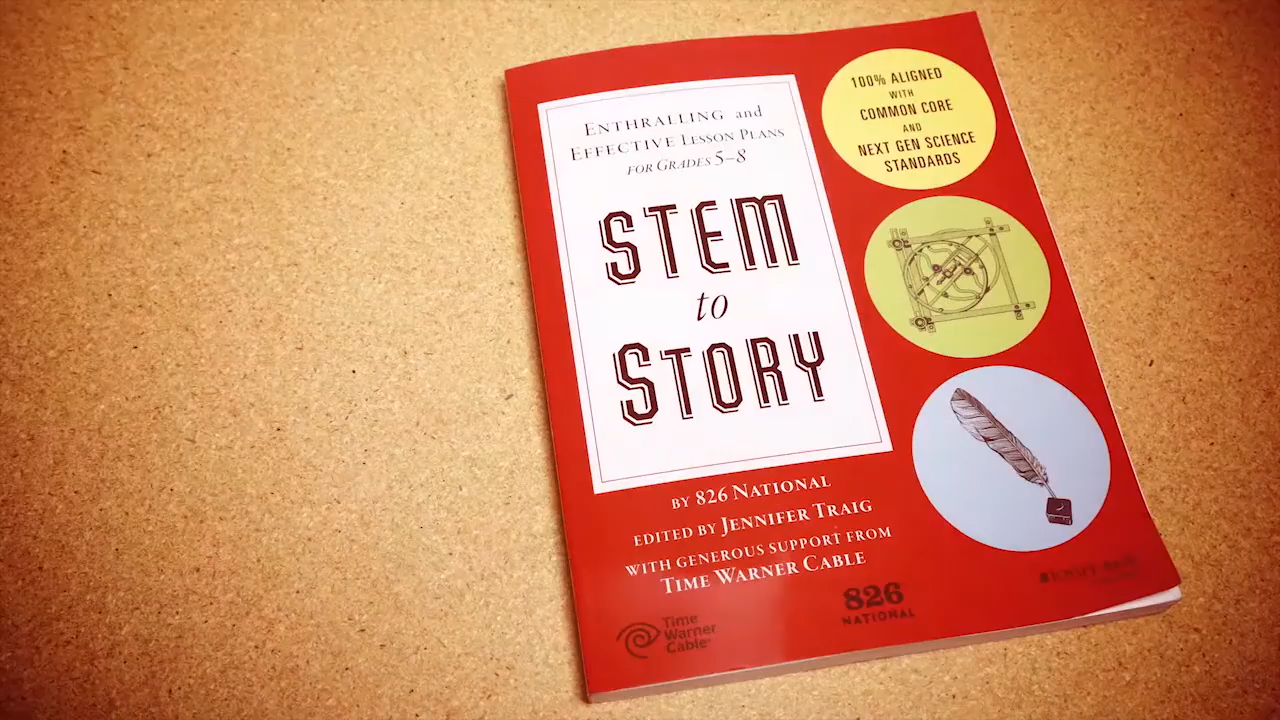 ENTHRALLING and
EFFECTIVE LESSON PLANS
FOR GRADES 5–8
STEM
to
STORY
BY 826 NATIONAL
EDITED BY JENNIFER TRAIG
WITH GENEROUS SUPPORT FROM
TIME WARNER CABLE
100% ALIGNED
WITH
COMMON CORE
AND
NEXT GEN SCIENCE
STANDARDS
Time
Warner
Cable
826
NATIONAL